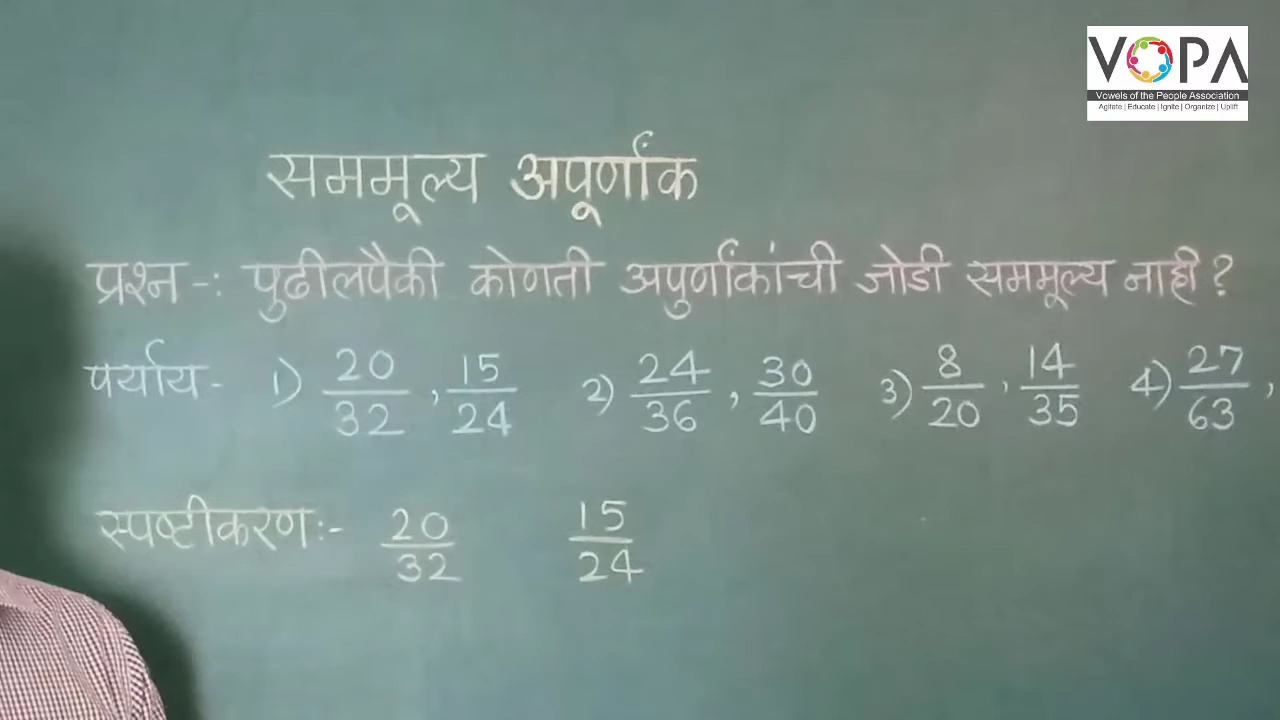 VOPA
Vowels of the People Association
Agitate | Educate | Ignite | Organize | Uplift
सममूल्य अपूर्णांक
प्रश्न -: पुढीलपैकी कोणती अपुर्णांकांची जोडी सममूल्य नाही ?
पर्याय - 1) 20/32 , 15/24 2) 24/36 , 30/40 3) 8/20 , 14/35 4) 27/63 ,
स्पष्टीकरण :- 20/32 15/24